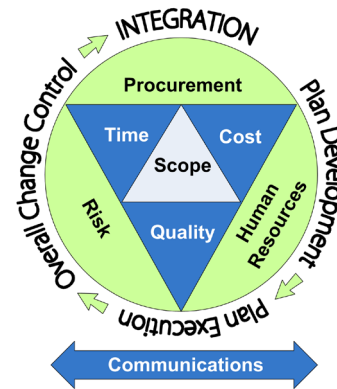 INTEGRATION
Procurement
Time
Cost
Scope
Quality
Risk
Human
Resources
Plan Development
Plan Execution
Overall Change Control
Communications